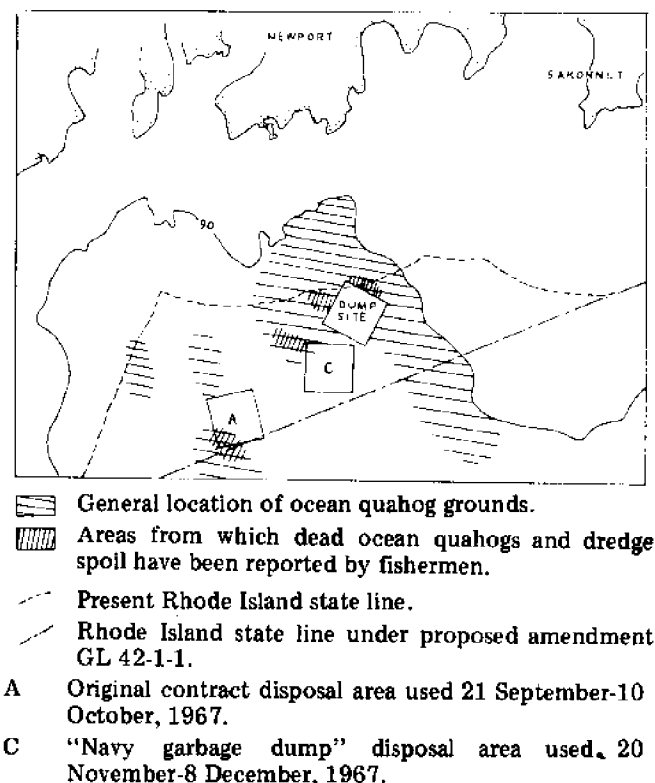 NEWPORT
SAKONNET
90
DUMP
SITE
C
A
General location of ocean quahog grounds.
Areas from which dead ocean quahogs and dredge
spoil have been reported by fishermen.
Present Rhode Island state line.
Rhode Island state line under proposed amendment
GL 42-1-1.
A Original contract disposal area used 21 September-10
October, 1967.
C “Navy garbage dump” disposal area used. 20
November-8 December, 1967.